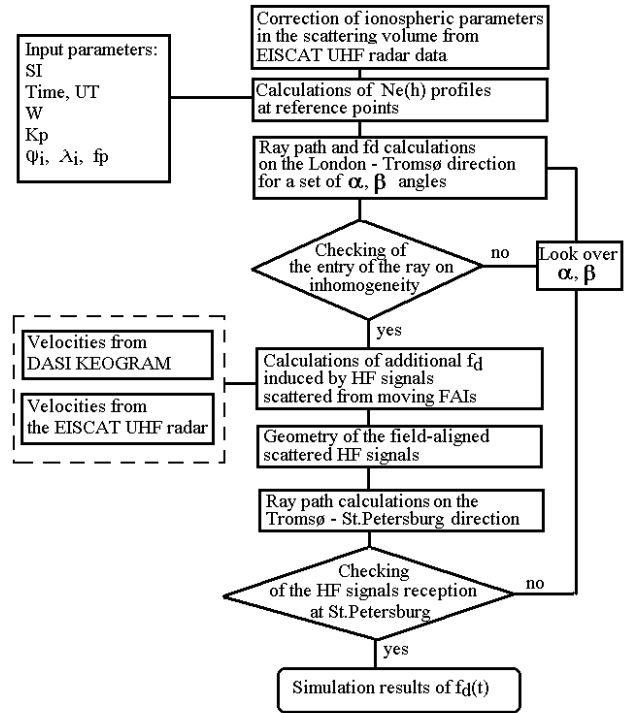 Correction of ionospheric parameters
in the scattering volume from
EISCAT UHF radar data
Input parameters:
SI
Time, UT
W
Kp
φi, λi, fp
Calculations of Ne(h) profiles
at reference points
Ray path and fd calculations
on the London - Tromsø direction
for a set of α, β angles
Checking of
the entry of the ray on
inhomogeneity
no
Look over
α, β
yes
Velocities from
DASI KEOGRAM
Velocities from
the EISCAT UHF radar
Calculations of additional fd
induced by HF signals
scattered from moving FAIs
Geometry of the field-aligned
scattered HF signals
Ray path calculations on the
Tromsø - St.Petersburg direction
Checking
of the HF signals reception
at St.Petersburg
no
yes
Simulation results of fd(t)